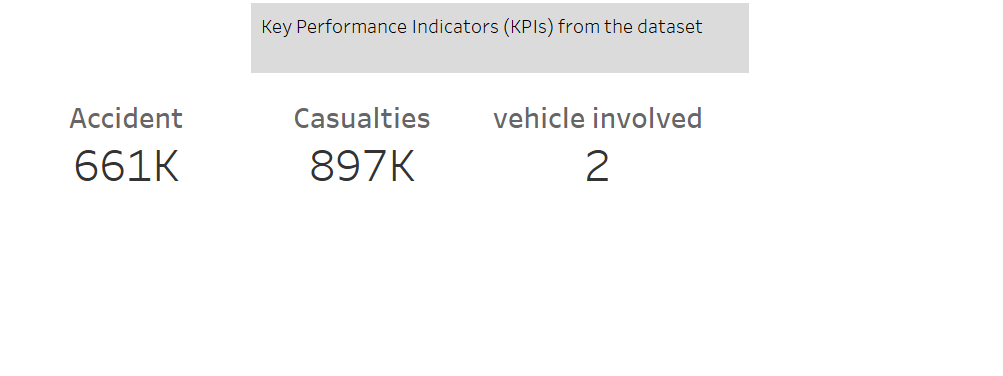 Key Performance Indicators (KPIs) from the dataset
Accident Casualties vehicle involved
661K 897K 2